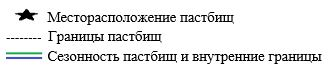 Месторасположение пастбищ
Границы пастбищ
Сезонность пастбищ и внутренние границы